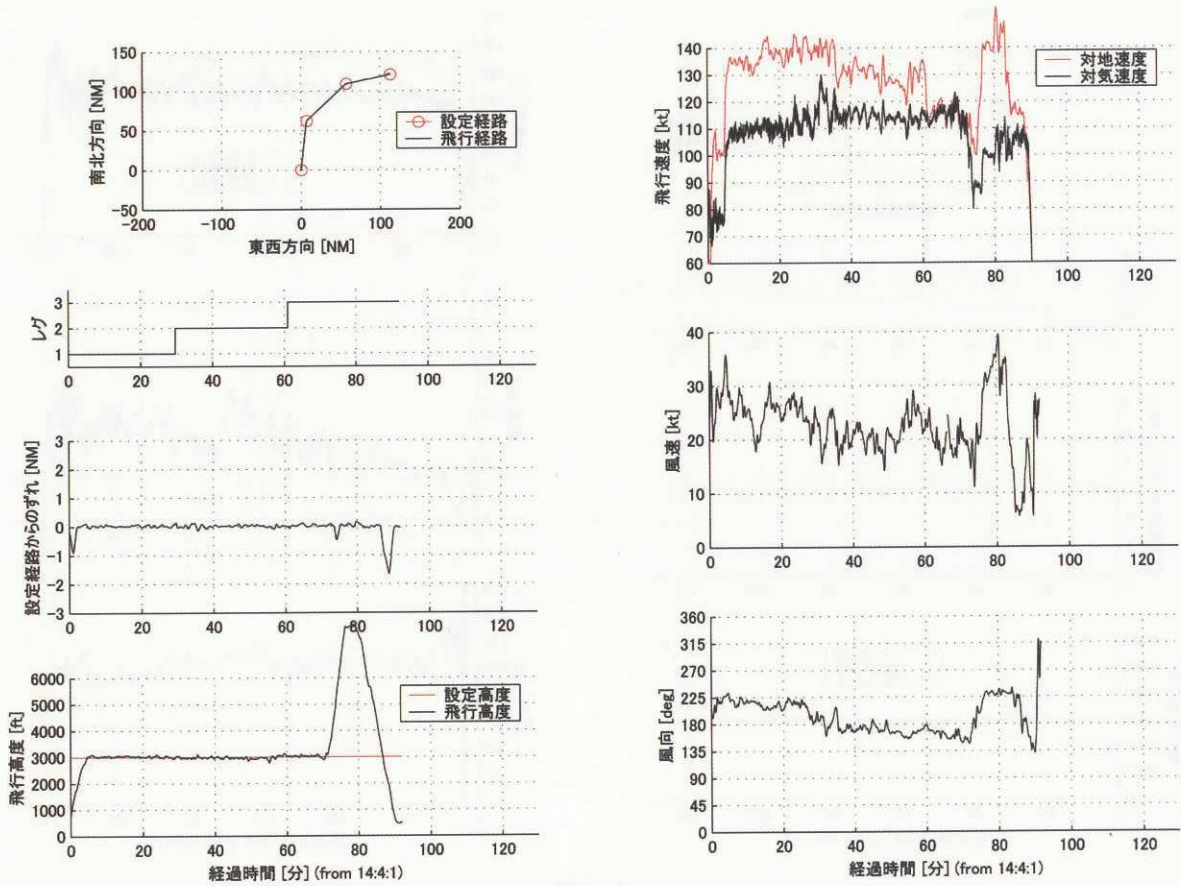 150
100
50
0
-50
南北方向 [NM]
-200 -100 0 100 200
東西方向 [NM]
設定経路
飛行経路
3
2
1
レグ
0 20 40 60 80 100 120
3
2
1
0
-1
-2
-3
設定経路からのずれ [NM]
0 20 40 60 80 100 120
6000
5000
4000
3000
2000
1000
0
飛行高度 [ft]
設定高度
飛行高度
0 20 40 60 80 100 120
経過時間 [分] (from 14:4:1)
140
130
120
110
100
90
80
70
60
飛行速度 [kt]
対地速度
対気速度
0 20 40 60 80 100 120
40
30
20
10
0
風速 [kt]
0 20 40 60 80 100 120
360
315
270
225
180
135
90
45
0
風向 [deg]
0 20 40 60 80 100 120
経過時間 [分] (from 14:4:1)